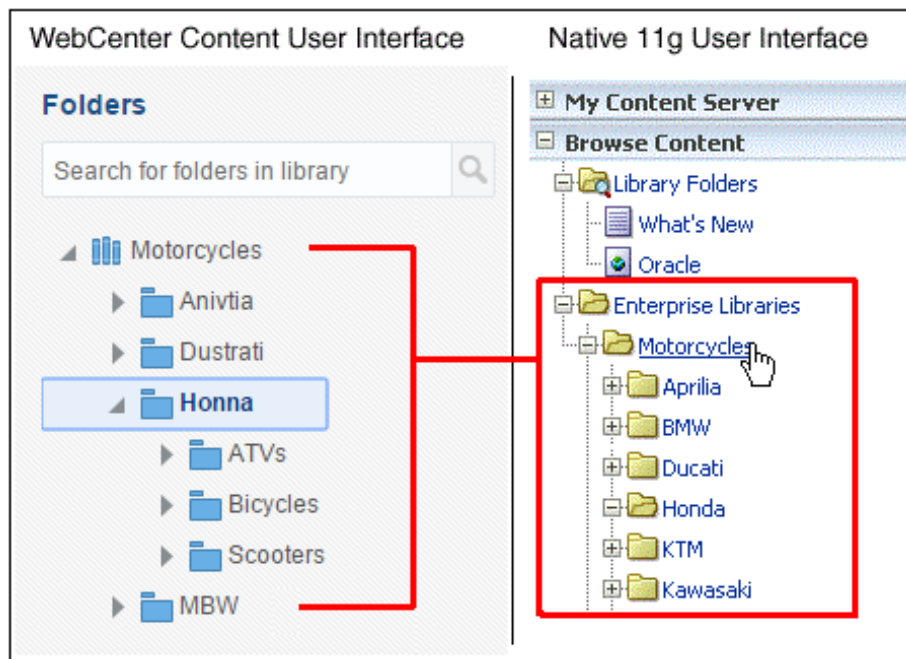 WebCenter Content User Interface
Folders
Search for folders in library
Motorcycles
Anivtia
Dustrati
Honna
ATVs
Bicycles
Scooters
MBW
Native 11g User Interface
My Content Server
Browse Content
Library Folders
What's New
Oracle
Enterprise Libraries
Motorcycles
Aprilia
BMW
Ducati
Honda
KTM
Kawasaki